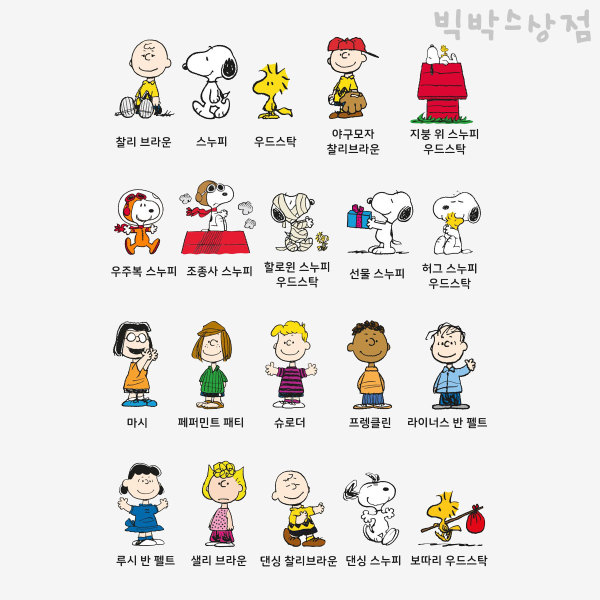 빅박스상점
찰리 브라운
스누피
우드스탁
야구모자
찰리브라운
지붕 위 스누피
우드스탁
우주복 스누피
조종사 스누피
할로윈 스누피
우드스탁
선물 스누피
허그 스누피
우드스탁
마시
페퍼민트 패티
슈로더
프렝클린
라이너스 반 펠트
루시 반 펠트
샐리 브라운
댄싱 찰리브라운
댄싱 스누피
보따리 우드스탁